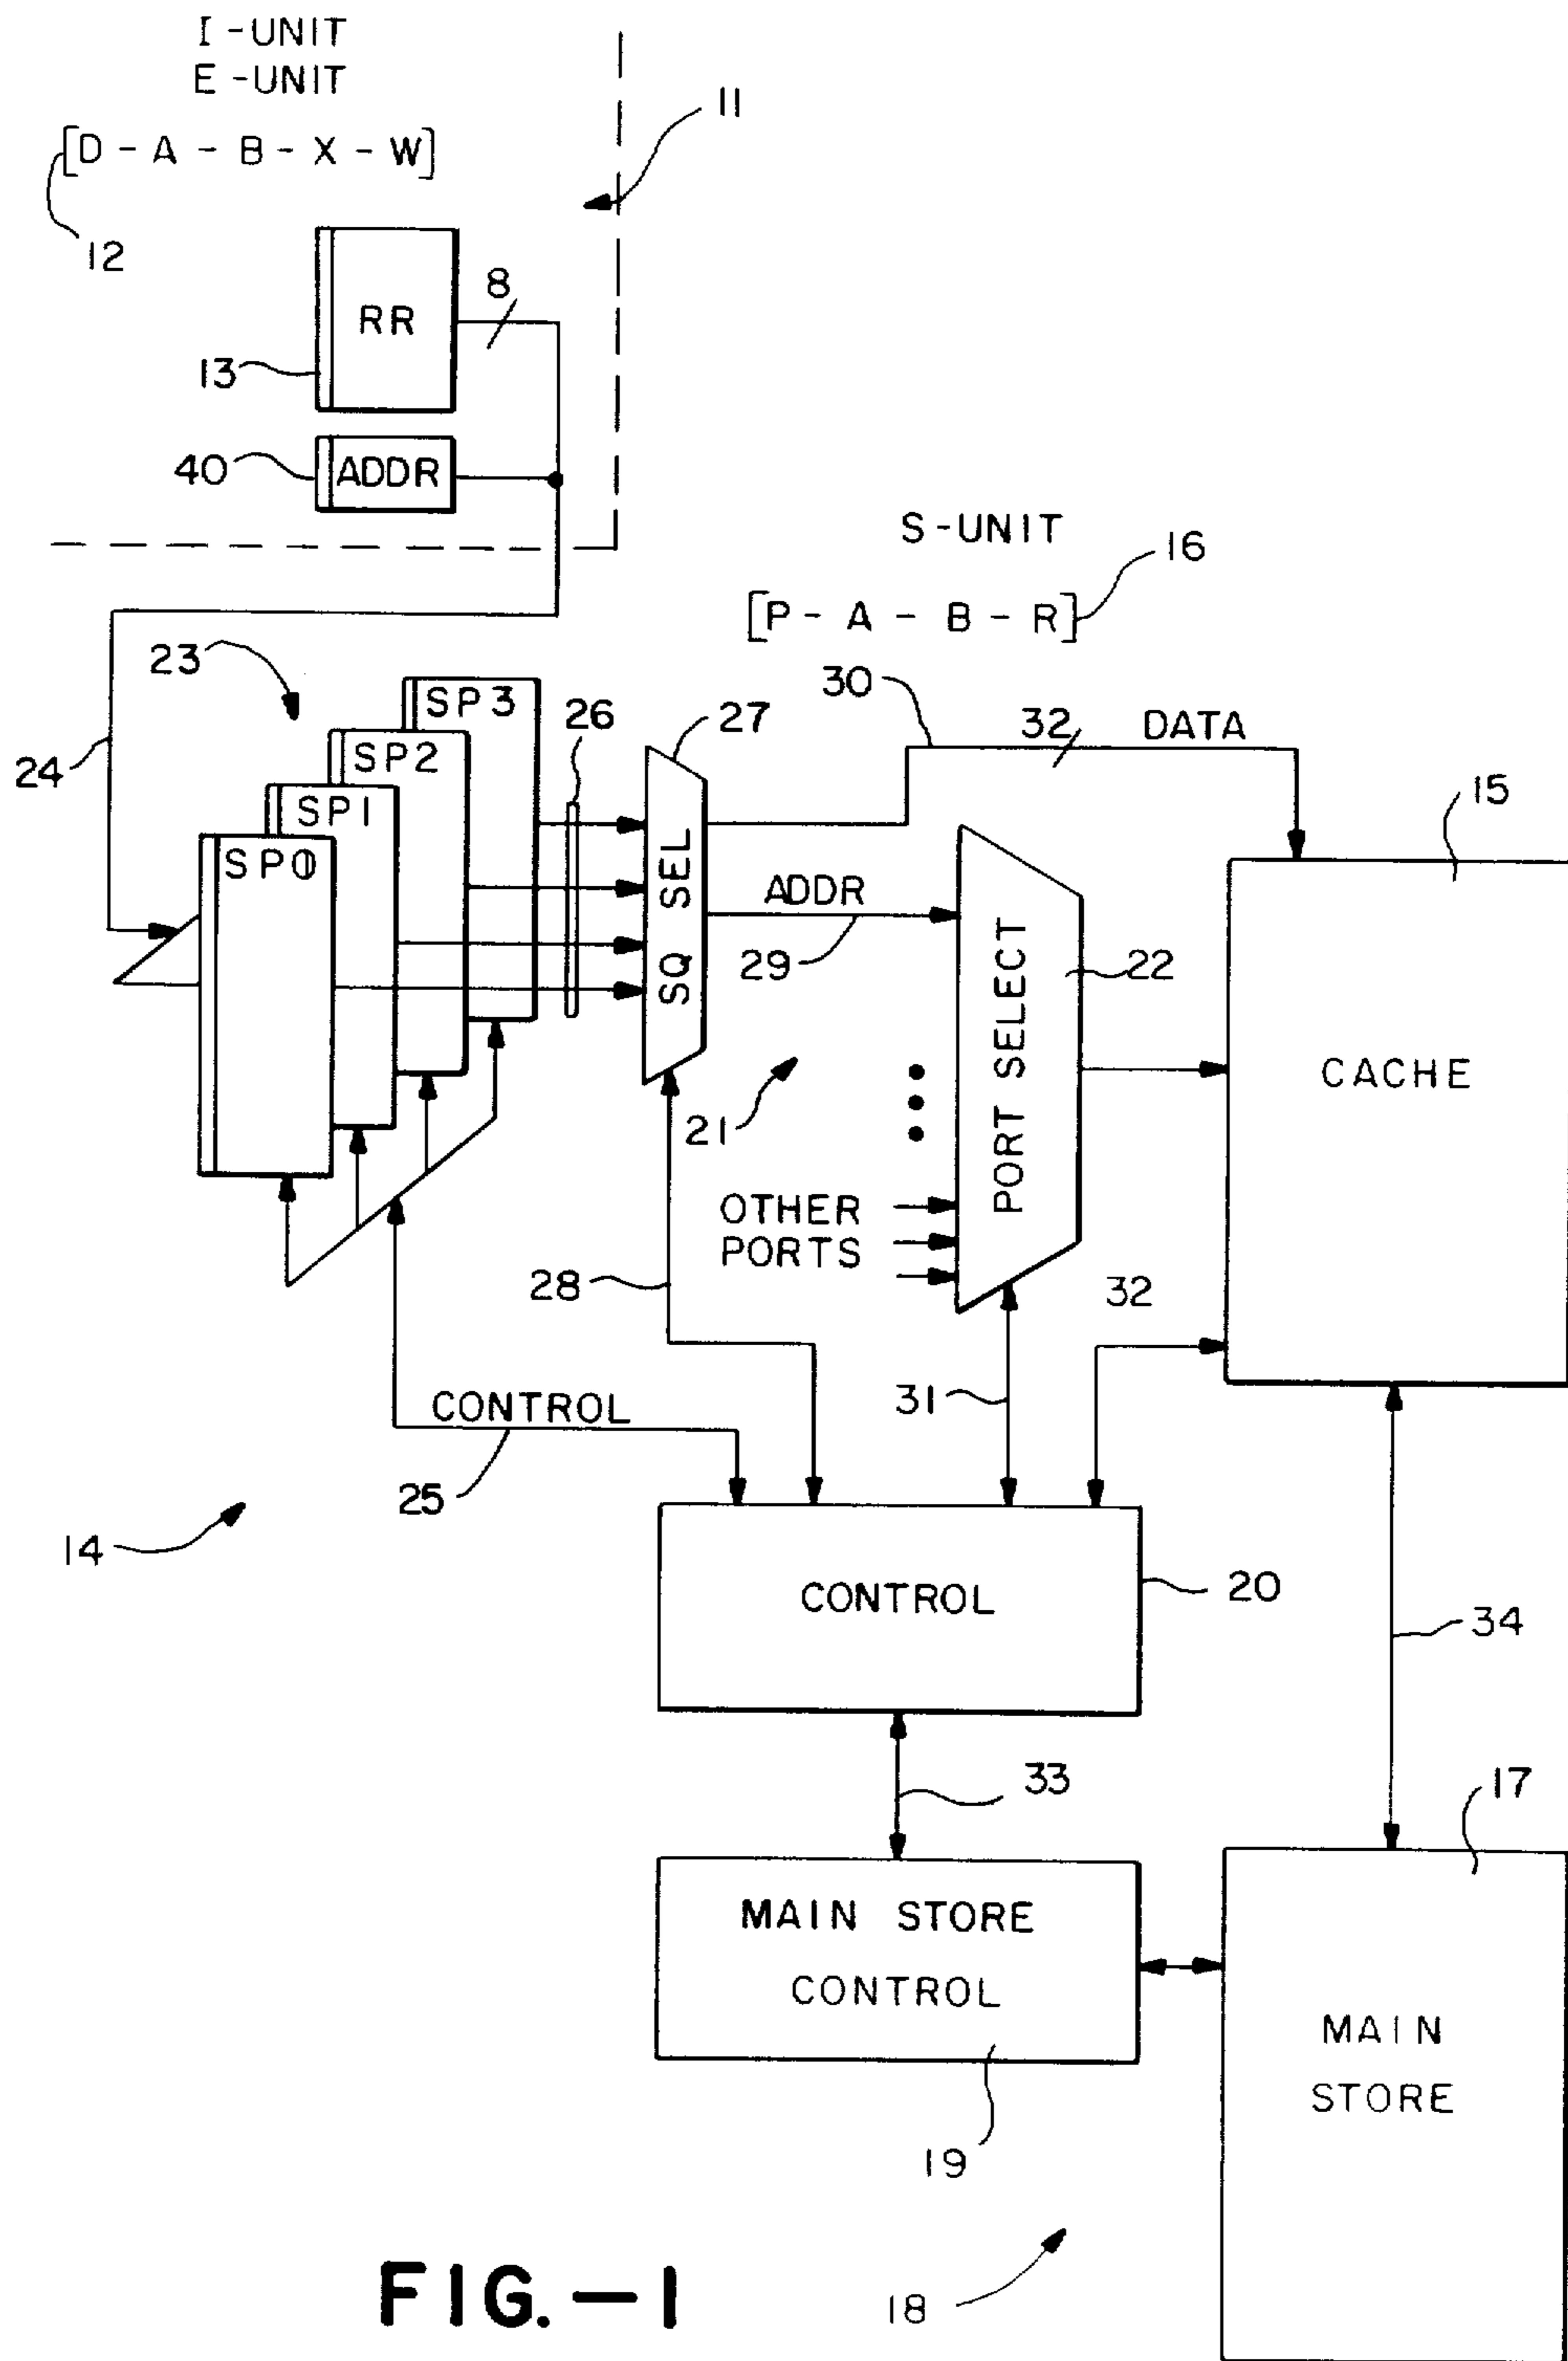 I-UNIT
E-UNIT
[D-A-B-X-W]
11
12
RR
8
13
ADDR
40
S-UNIT
16
[P-A-B-R]
23
24
SP3
SP2
SP1
SP0
26
27
30
32
DATA
15
SQ SEL
ADDR
29
PORT SELECT
22
CACHE
21
OTHER
PORTS
28
32
31
CONTROL
25
14
CONTROL
20
34
33
17
MAIN STORE
CONTROL
MAIN
STORE
19
18
FIG.-1